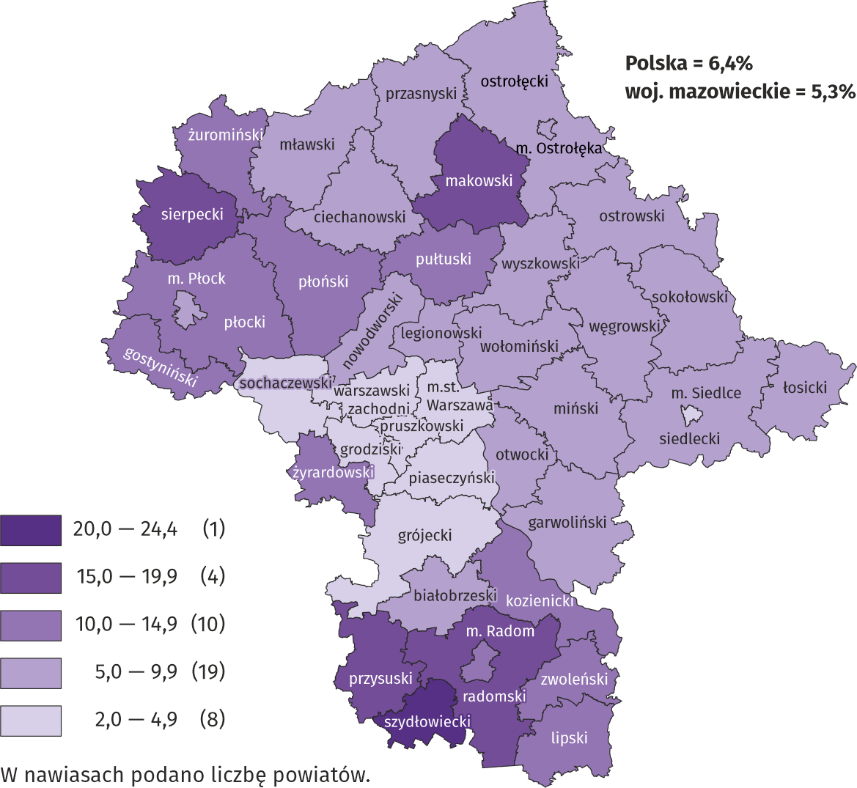 Polska = 6,4%
woj. mazowieckie = 5,3%
ostrołęcki
przasnyski
żuromiński
mławski
m. Ostrołęka
makowski
sierpecki
ciechanowski
ostrowski
pułtuski
wyszkowski
m. Płock
płoński
sokołowski
płocki
nowodworski
legionowski
węgrowski
wołomiński
gostyniński
sochaczewski
warszawski
zachodni
m.st.
Warszawa
m. Siedlce
łosicki
miński
pruszkowski
siedlecki
grodziski
otwocki
żyrardowski
piaseczyński
garwoliński
grójecki
białobrzeski
kozienicki
m. Radom
przysuski
zwoleński
radomski
szydłowiecki
lipski
20,0 — 24,4 (1)
15,0 — 19,9 (4)
10,0 — 14,9 (10)
5,0 — 9,9 (19)
2,0 — 4,9 (8)
W nawiasach podano liczbę powiatów.